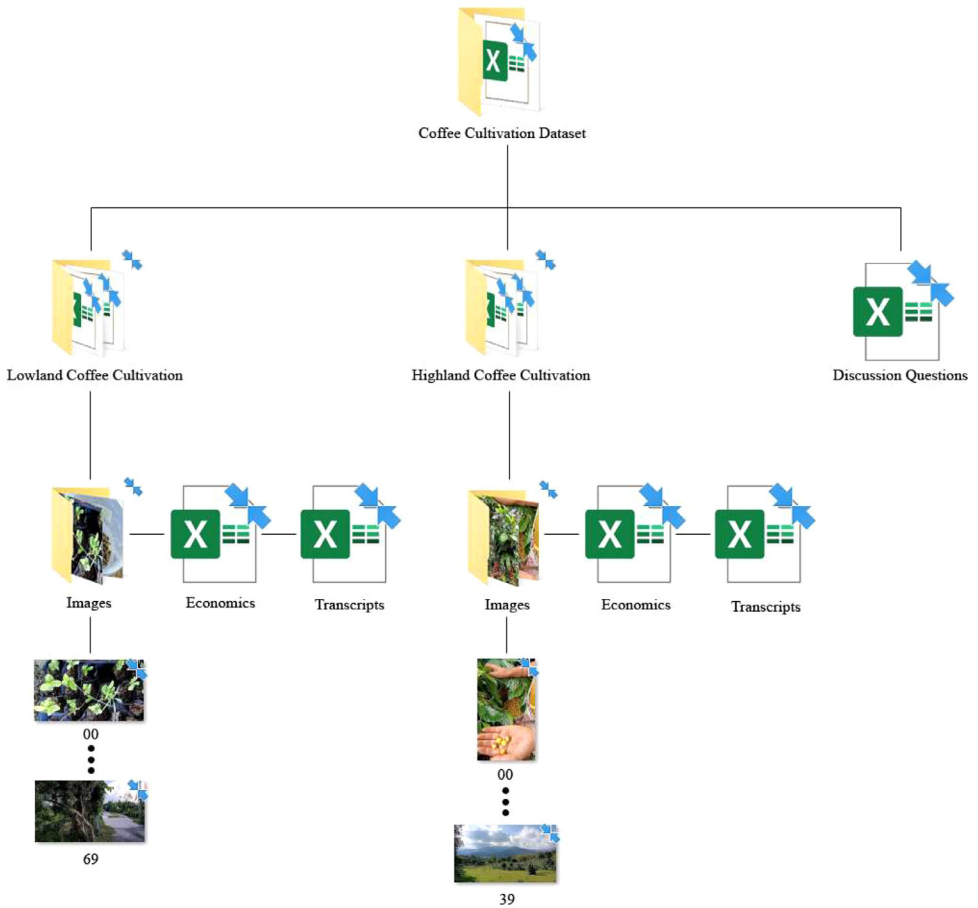 Coffee Cultivation Dataset
Lowland Coffee Cultivation
Highland Coffee Cultivation
Discussion Questions
Images
Economics
Transcripts
Images
Economics
Transcripts
00
69
00
39